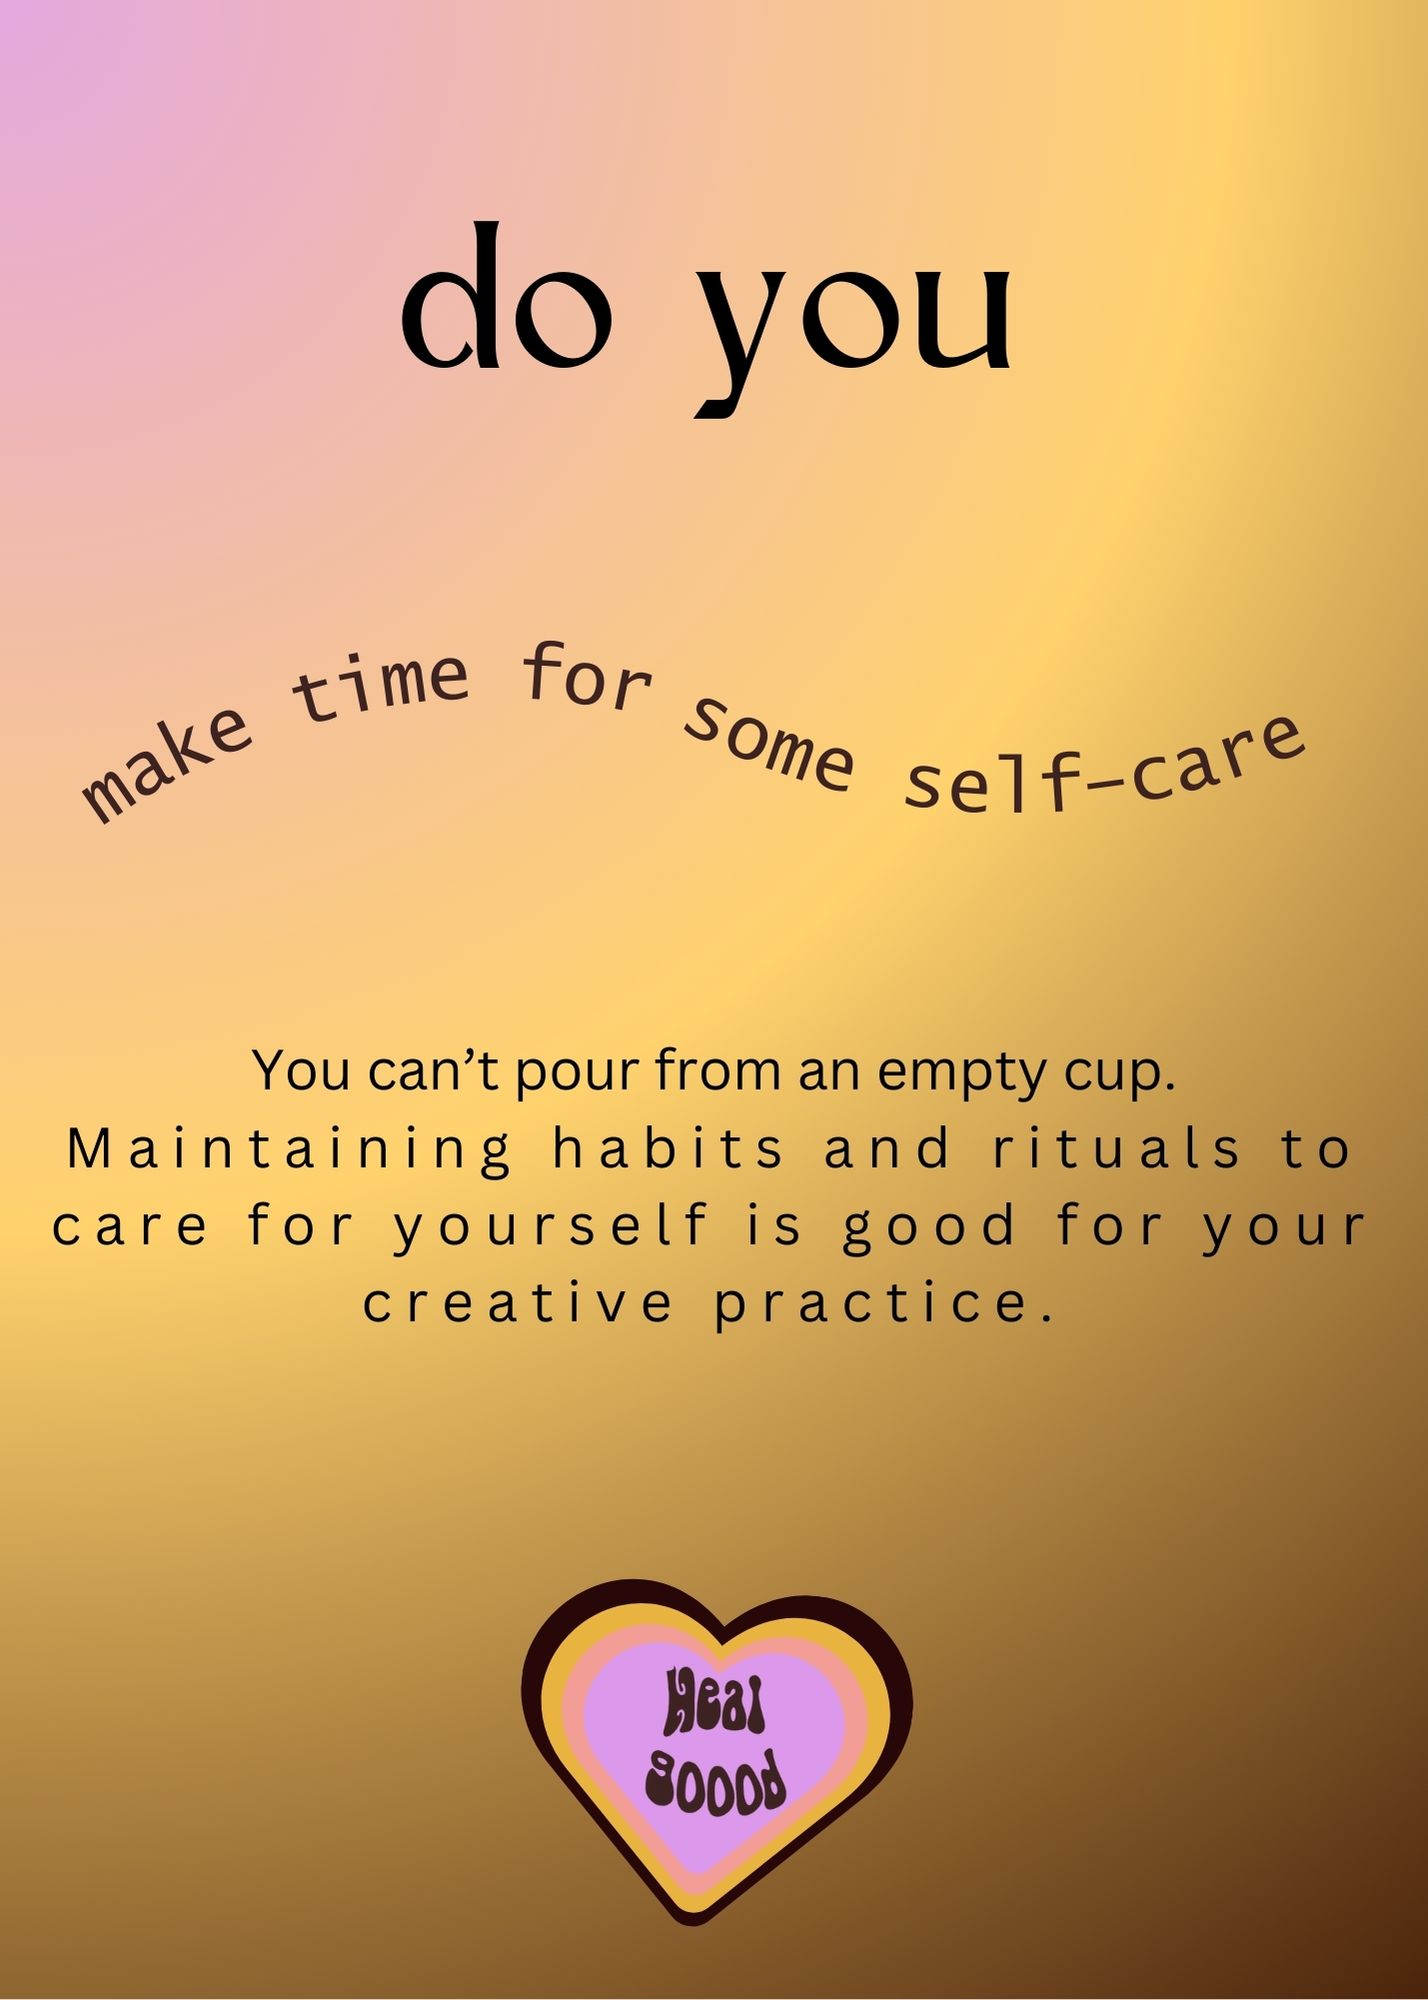 do you
make time for some self-care
You can’t pour from an empty cup.
Maintaining habits and rituals to
care for yourself is good for your
creative practice.
Heal
goood